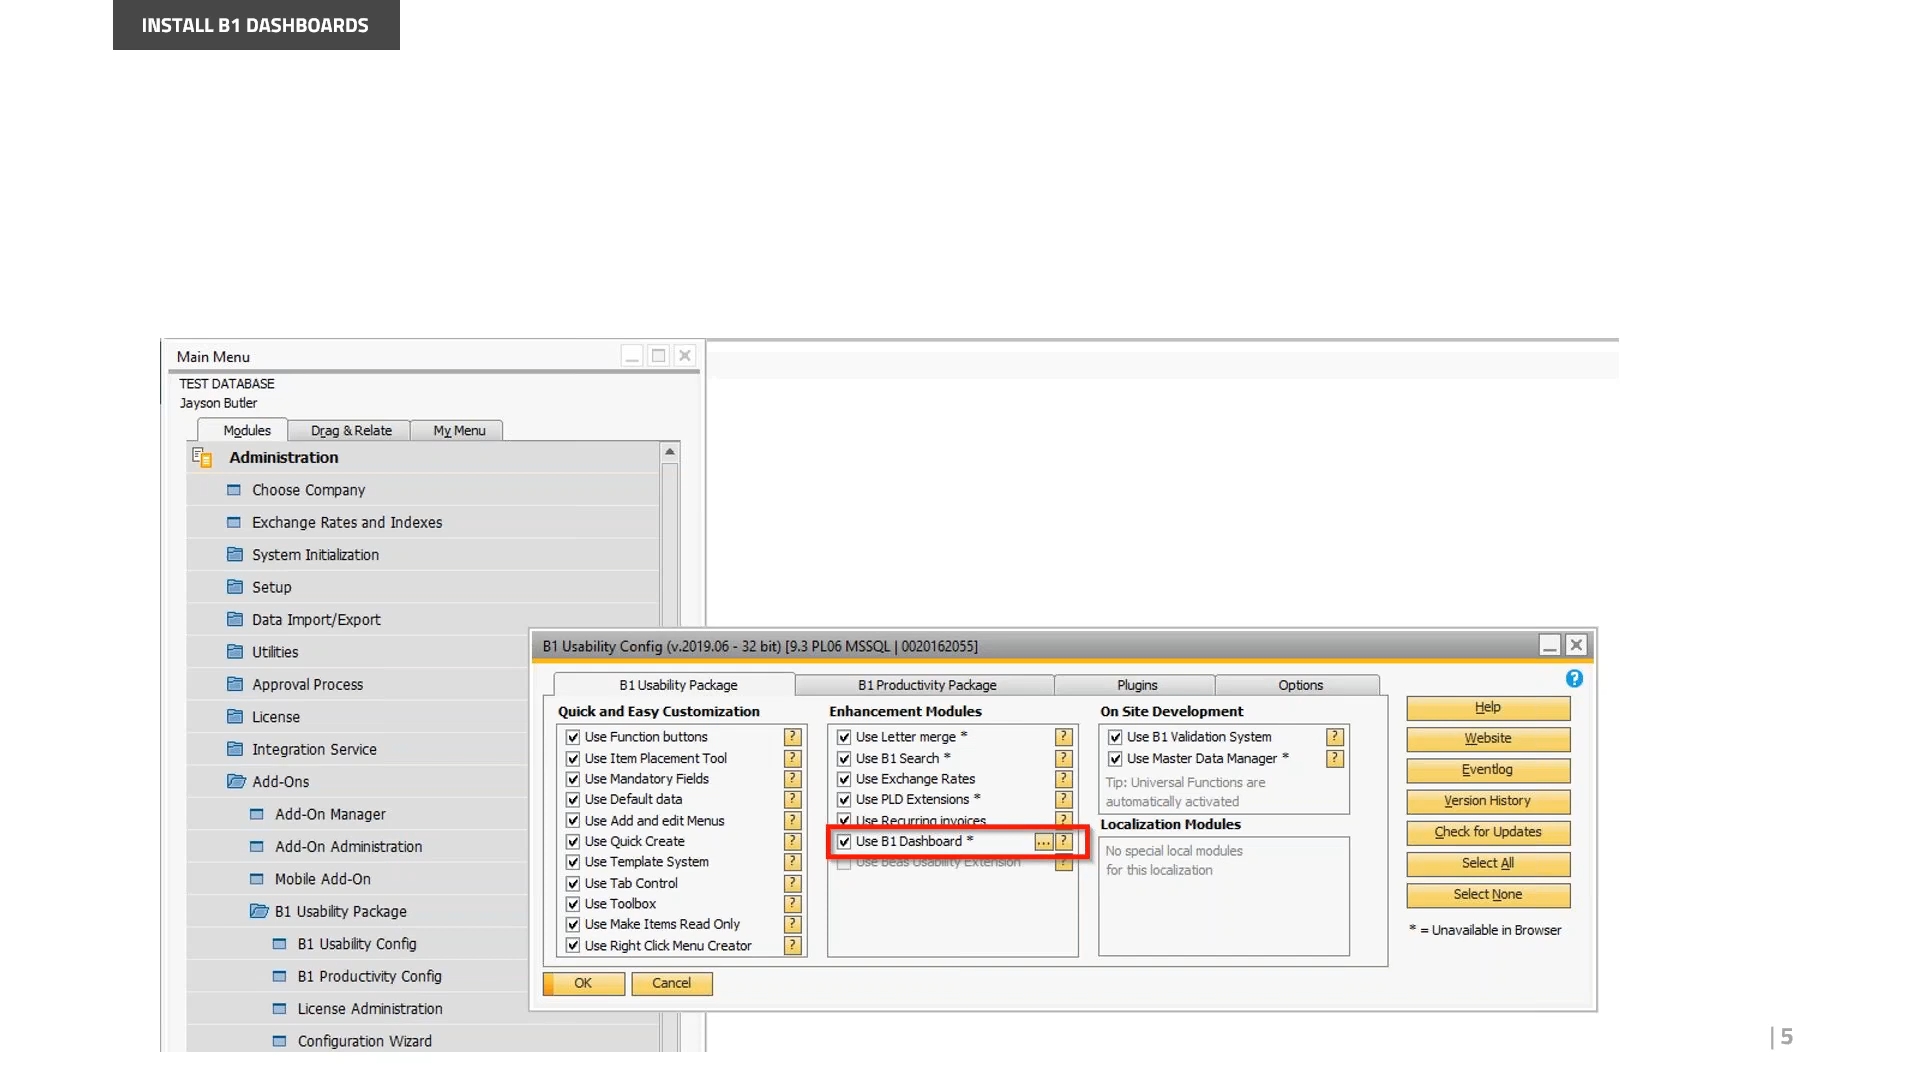 INSTALL B1 DASHBOARDS
Main Menu
TEST DATABASE
Jayson Butler
Modules
Drag & Relate
My Menu
Administration
Choose Company
Exchange Rates and Indexes
System Initialization
Setup
Data Import/Export
Utilities
Approval Process
License
Integration Service
Add-Ons
Add-On Manager
Add-On Administration
Mobile Add-On
B1 Usability Package
B1 Usability Config
B1 Productivity Config
License Administration
Configuration Wizard
B1 Usability Config (v.2019.06 - 32 bit) [9.3 PL06 MSSQL | 0020162055]
B1 Usability Package
B1 Productivity Package
Plugins
Options
Quick and Easy Customization
Use Function buttons ?
Use Item Placement Tool ?
Use Mandatory Fields ?
Use Default data ?
Use Add and edit Menus ?
Use Quick Create ?
Use Template System ?
Use Tab Control ?
Use Toolbox ?
Use Make Items Read Only ?
Use Right Click Menu Creator ?
Enhancement Modules
Use Letter merge * ?
Use B1 Search * ?
Use Exchange Rates ?
Use PLD Extensions * ?
Use Recurring invoices ?
Use B1 Dashboard * ... ?
Use Beas Usability Extension ?
On Site Development
Use B1 Validation System ?
Use Master Data Manager * ?
Tip: Universal Functions are
automatically activated
Localization Modules
No special local modules
for this localization
?
Help
Website
Eventlog
Version History
Check for Updates
Select All
Select None
* = Unavailable in Browser
OK
Cancel
| 5